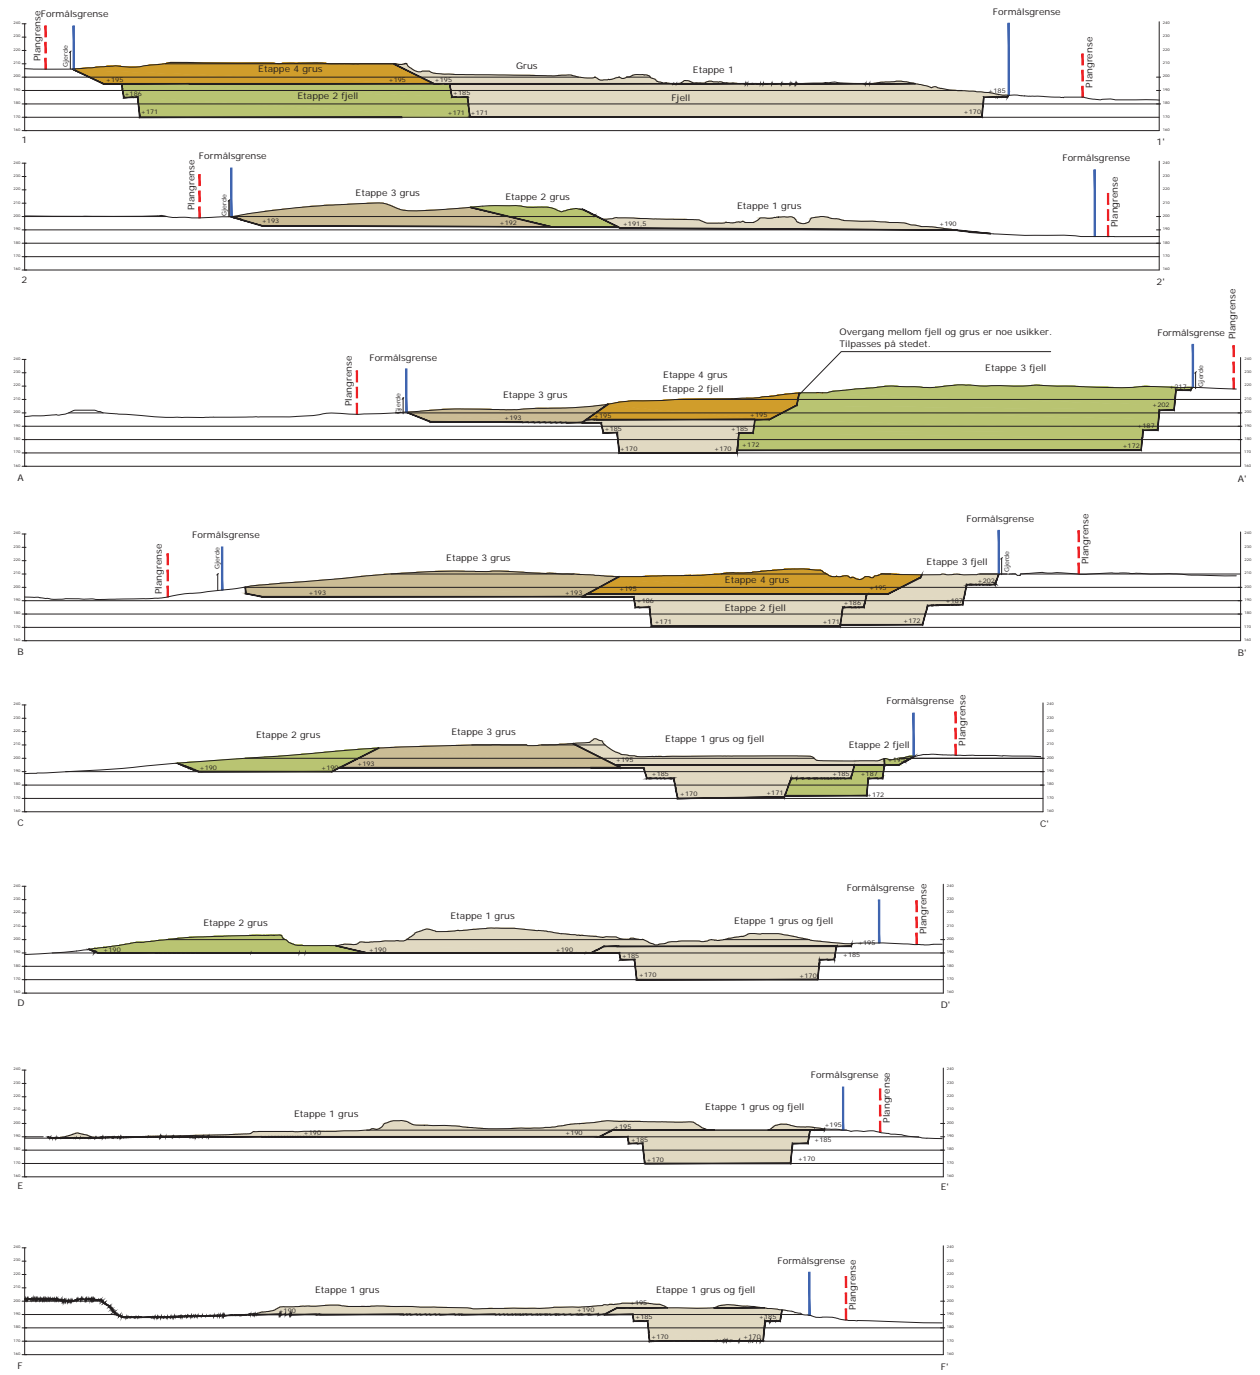 Formålsgrense
Plangrense
Gjerde
Etappe 4 grus
Grus
Etappe 1
Formålsgrense
Plangrense
+195
+195
+195
+186
Etappe 2 fjell
+185
Fjell
+185
+171
+171
+171
+170
1
1'
Plangrense
Formålsgrense
Gjerde
Etappe 3 grus
Etappe 2 grus
Etappe 1 grus
Formålsgrense
Plangrense
+193
+192
+191,5
+190
2
2'
Overgang mellom fjell og grus er noe usikker.
Tilpasses på stedet.
Plangrense
Formålsgrense
Gjerde
Etappe 3 grus
Etappe 4 grus
Etappe 2 fjell
Etappe 3 fjell
Formålsgrense
Gjerde
Plangrense
+217
+202
+193
+195
+195
+185
+185
+187
+170
+170
+172
+172
A
A'
Plangrense
Formålsgrense
Gjerde
Etappe 3 grus
Etappe 4 grus
Etappe 3 fjell
Formålsgrense
Gjerde
Plangrense
+202
+193
+193
+195
+195
+186
Etappe 2 fjell
+186
+187
+171
+171
+172
B
B'
Etappe 2 grus
Etappe 3 grus
Etappe 1 grus og fjell
Etappe 2 fjell
Formålsgrense
Plangrense
+190
+190
+193
+195
+185
+185
+187
+170
+171
+172
C
C'
Etappe 2 grus
Etappe 1 grus
Etappe 1 grus og fjell
Formålsgrense
Plangrense
+190
+190
+190
+195
+185
+185
+170
+170
D
D'
Etappe 1 grus
Etappe 1 grus og fjell
Formålsgrense
Plangrense
+190
+190
+195
+195
+185
+185
+170
+170
E
E'
Etappe 1 grus
Etappe 1 grus og fjell
Formålsgrense
Plangrense
+190
+190
+195
+185
+185
+170
+170
F
F'